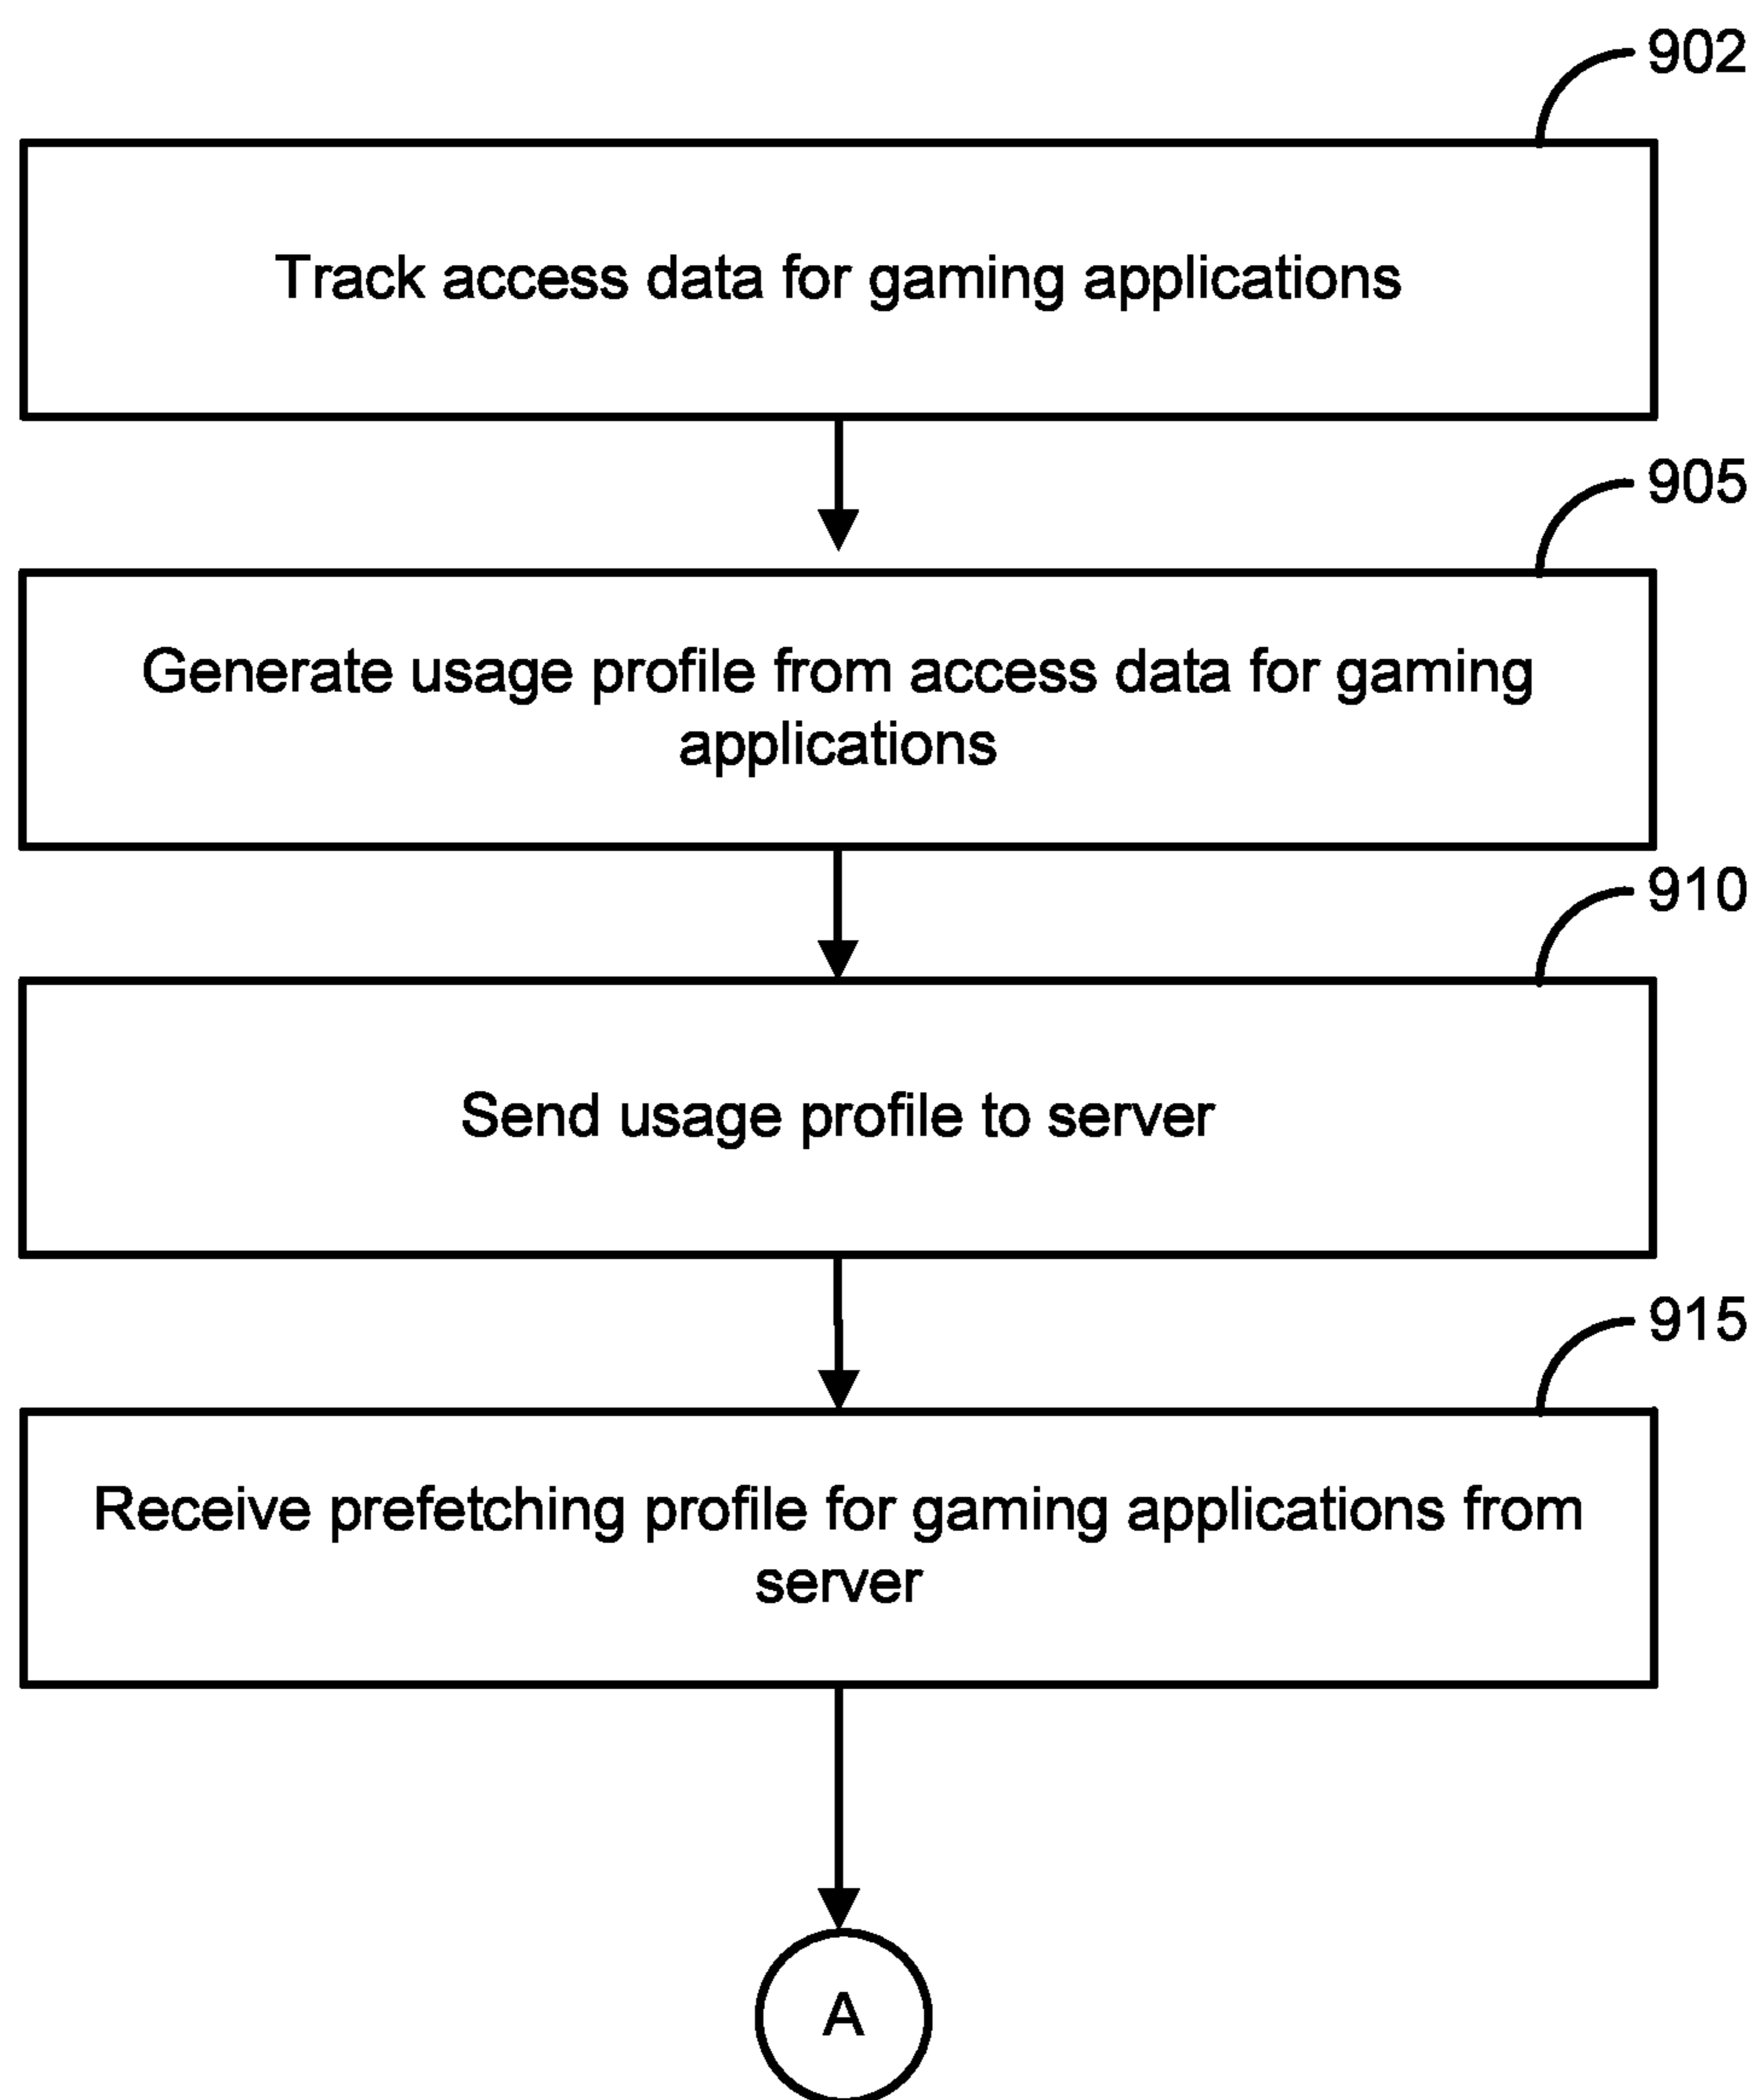 902
Track access data for gaming applications
905
Generate usage profile from access data for gaming
applications
910
Send usage profile to server
915
Receive prefetching profile for gaming applications from
server
A